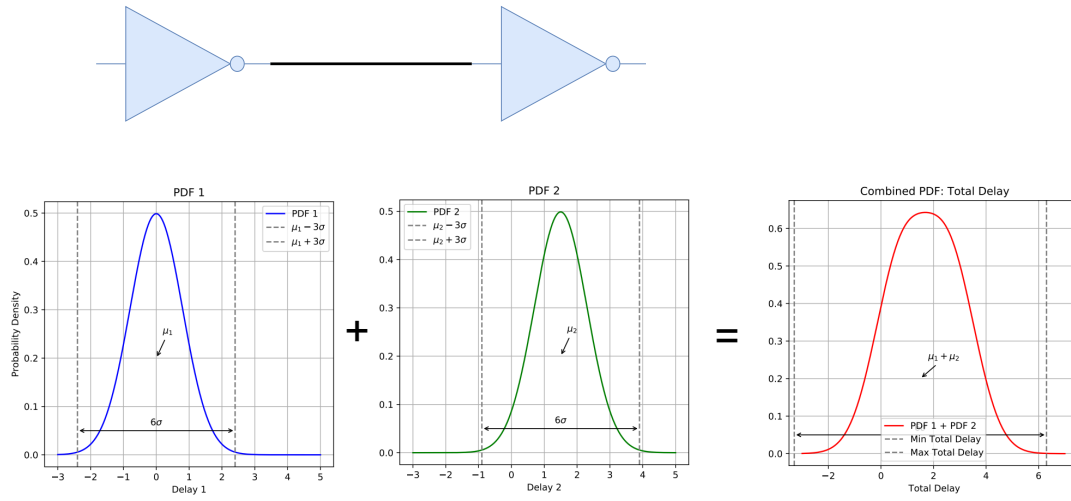 PDF 1
0.5
0.4
0.3
0.2
0.1
0.0
Probability Density
−3
−2
−1
0
1
2
3
4
5
Delay 1
PDF 1
μ₁ − 3σ
μ₁ + 3σ
μ₁
6σ
+
PDF 2
0.5
0.4
0.3
0.2
0.1
0.0
−3
−2
−1
0
1
2
3
4
5
Delay 2
PDF 2
μ₂ − 3σ
μ₂ + 3σ
μ₂
6σ
=
Combined PDF: Total Delay
0.6
0.5
0.4
0.3
0.2
0.1
0.0
−2
0
2
4
6
Total Delay
μ₁ + μ₂
PDF 1 + PDF 2
Min Total Delay
Max Total Delay